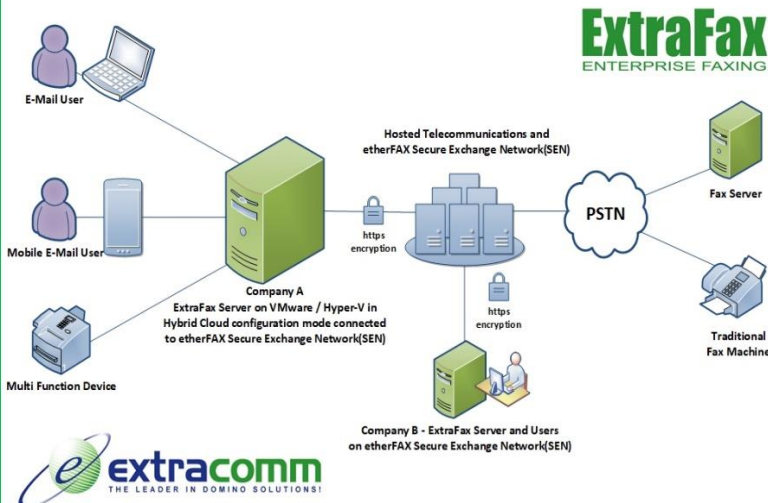 ExtraFax
ENTERPRISE FAXING
E-Mail User
Hosted Telecommunications and
etherFAX Secure Exchange Network(SEN)
Fax Server
PSTN
Mobile E-Mail User
https
encryption
Company A
ExtraFax Server on VMware / Hyper-V in
Hybrid Cloud configuration mode connected
to etherFAX Secure Exchange Network(SEN)
https
encryption
Traditional
Fax Machine
Multi Function Device
Company B - ExtraFax Server and Users
on etherFAX Secure Exchange Network(SEN)
e extracomm
THE LEADER IN DOMINO SOLUTIONS!